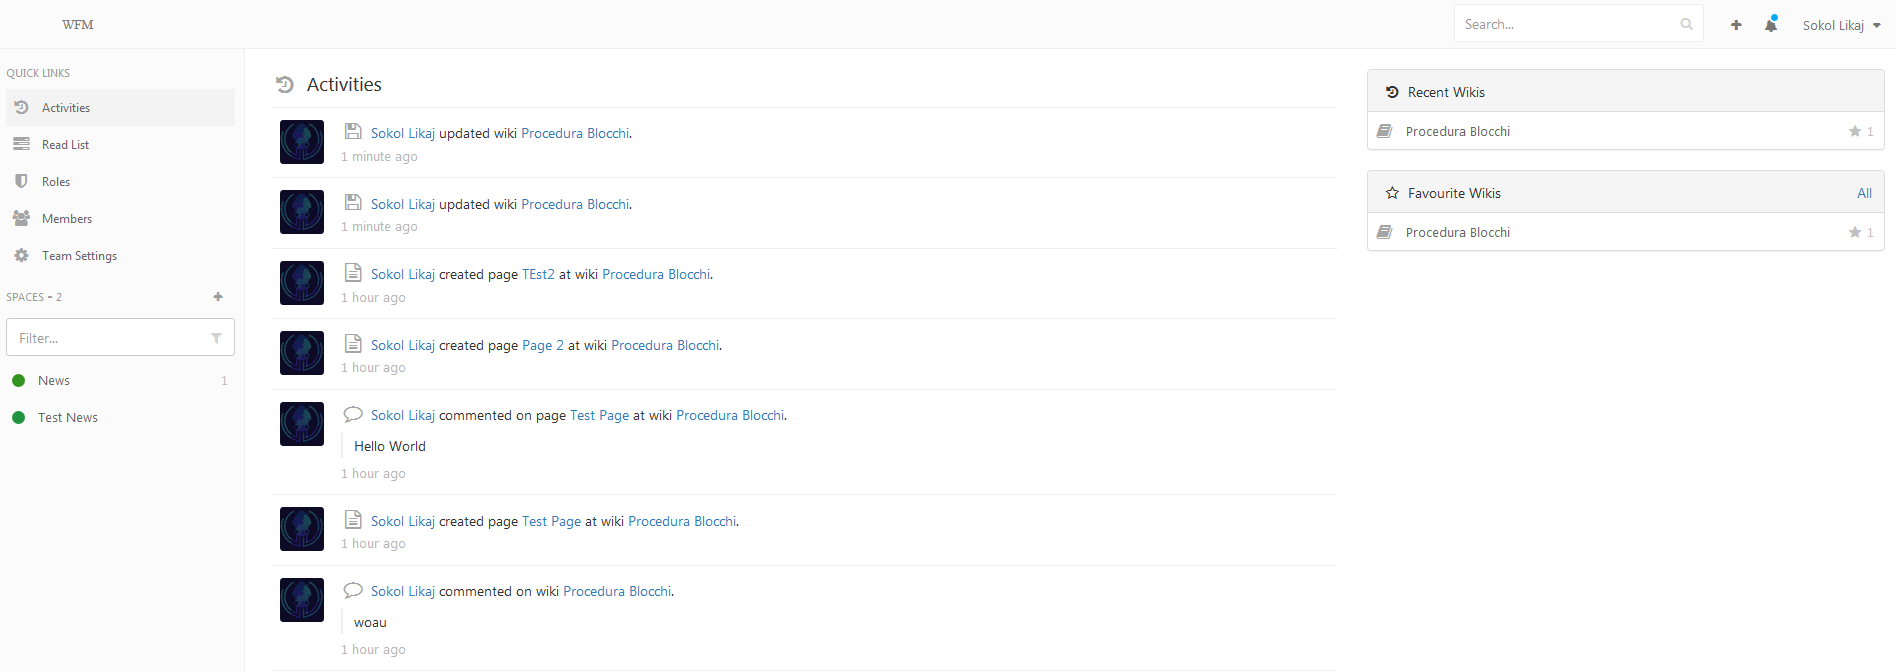 WFM
Search...
Sokol Likaj
QUICK LINKS
Activities
Read List
Roles
Members
Team Settings
SPACES - 2
Filter...
News 1
Test News
Activities
Sokol Likaj updated wiki Procedura Blocchi.
1 minute ago
Sokol Likaj updated wiki Procedura Blocchi.
1 minute ago
Sokol Likaj created page TEst2 at wiki Procedura Blocchi.
1 hour ago
Sokol Likaj created page Page 2 at wiki Procedura Blocchi.
1 hour ago
Sokol Likaj commented on page Test Page at wiki Procedura Blocchi.
Hello World
1 hour ago
Sokol Likaj created page Test Page at wiki Procedura Blocchi.
1 hour ago
Sokol Likaj commented on wiki Procedura Blocchi.
woau
1 hour ago
Recent Wikis
Procedura Blocchi 1
Favourite Wikis All
Procedura Blocchi 1